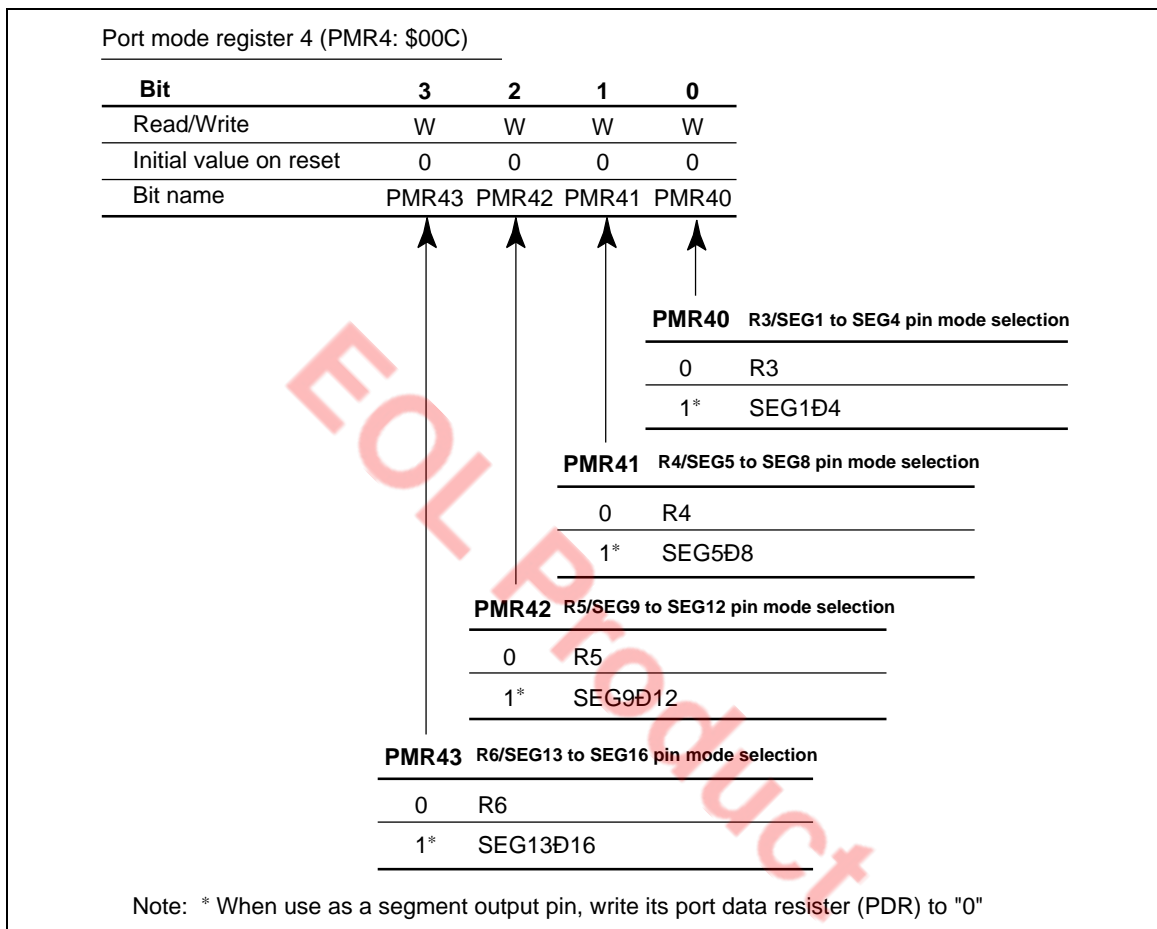 Port mode register 4 (PMR4: $00C)
Bit 3 2 1 0
Read/Write W W W W
Initial value on reset 0 0 0 0
Bit name PMR43 PMR42 PMR41 PMR40
PMR40 R3/SEG1 to SEG4 pin mode selection
0 R3
1* SEG1Ð4
PMR41 R4/SEG5 to SEG8 pin mode selection
0 R4
1* SEG5Ð8
PMR42 R5/SEG9 to SEG12 pin mode selection
0 R5
1* SEG9Ð12
PMR43 R6/SEG13 to SEG16 pin mode selection
0 R6
1* SEG13Ð16
Note: * When use as a segment output pin, write its port data resister (PDR) to "0"
EOL Product